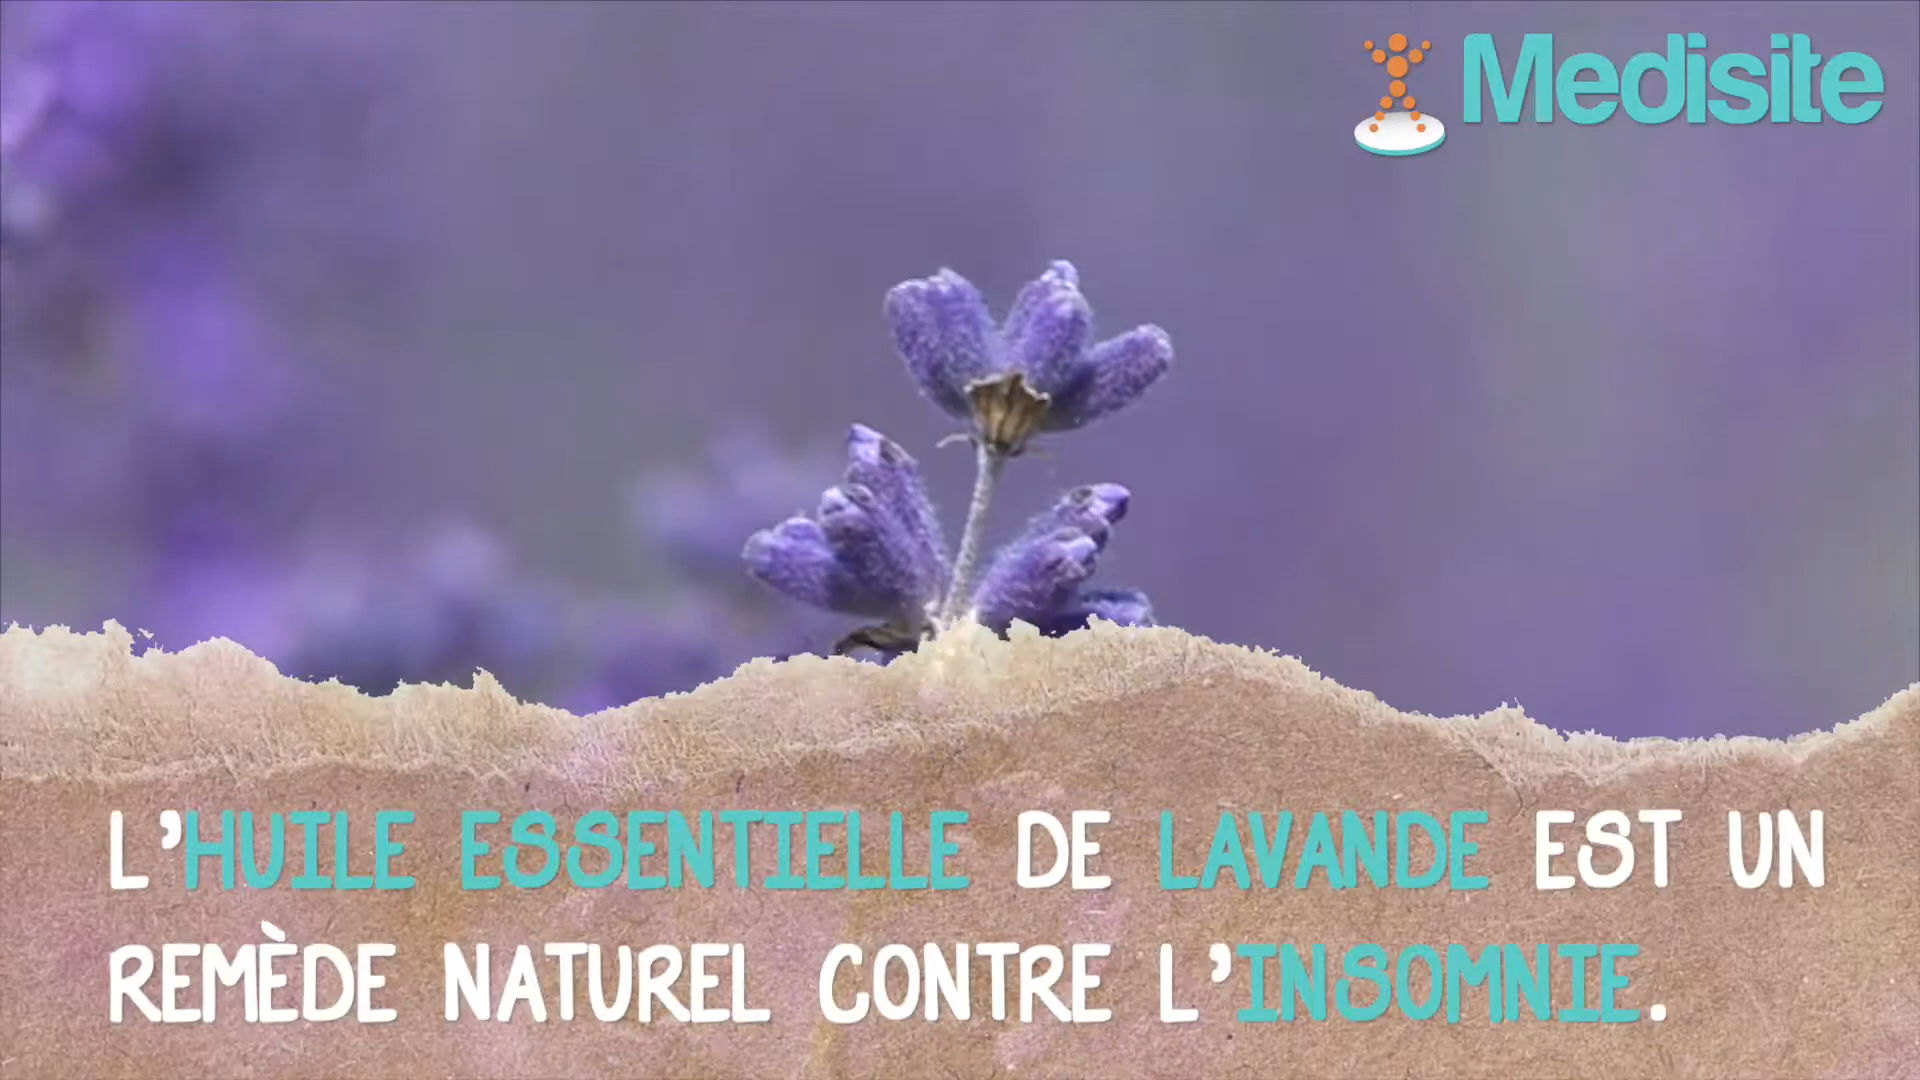 Medisite
L'HUILE ESSENTIELLE DE LAVANDE EST UN
REMÈDE NATUREL CONTRE L'INSOMNIE.